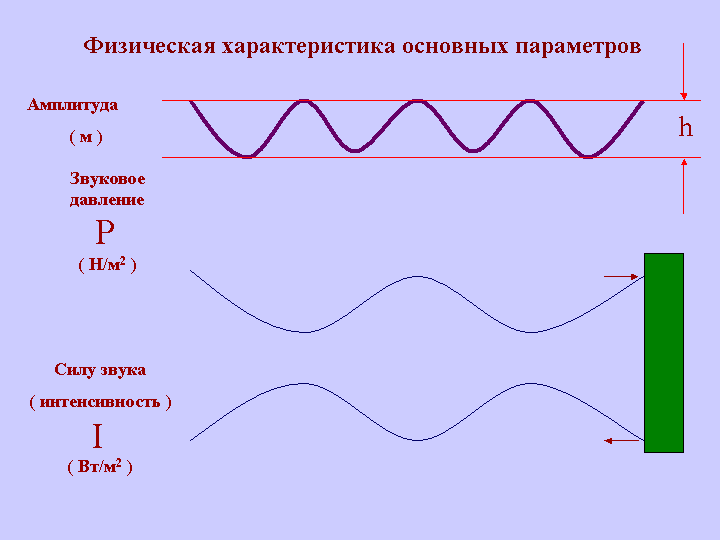 Физическая характеристика основных параметров
Амплитуда
( м )
h
Звуковое
давление
P
( Н/м² )
Силу звука
( интенсивность )
I
( Вт/м² )